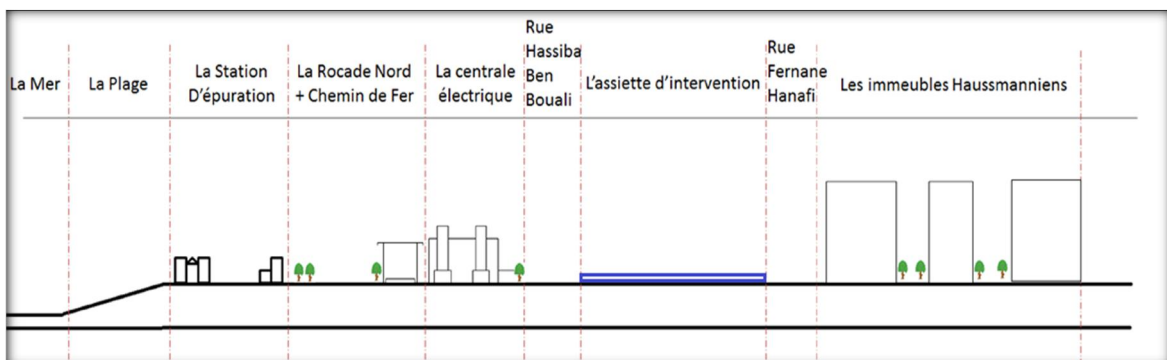 La Mer
La Plage
La Station
D'épuration
La Rocade Nord
+ Chemin de Fer
La centrale
électrique
Rue
Hassiba
Ben
Bouali
L'assiette d'intervention
Rue
Fernane
Hanafi
Les immeubles Haussmanniens